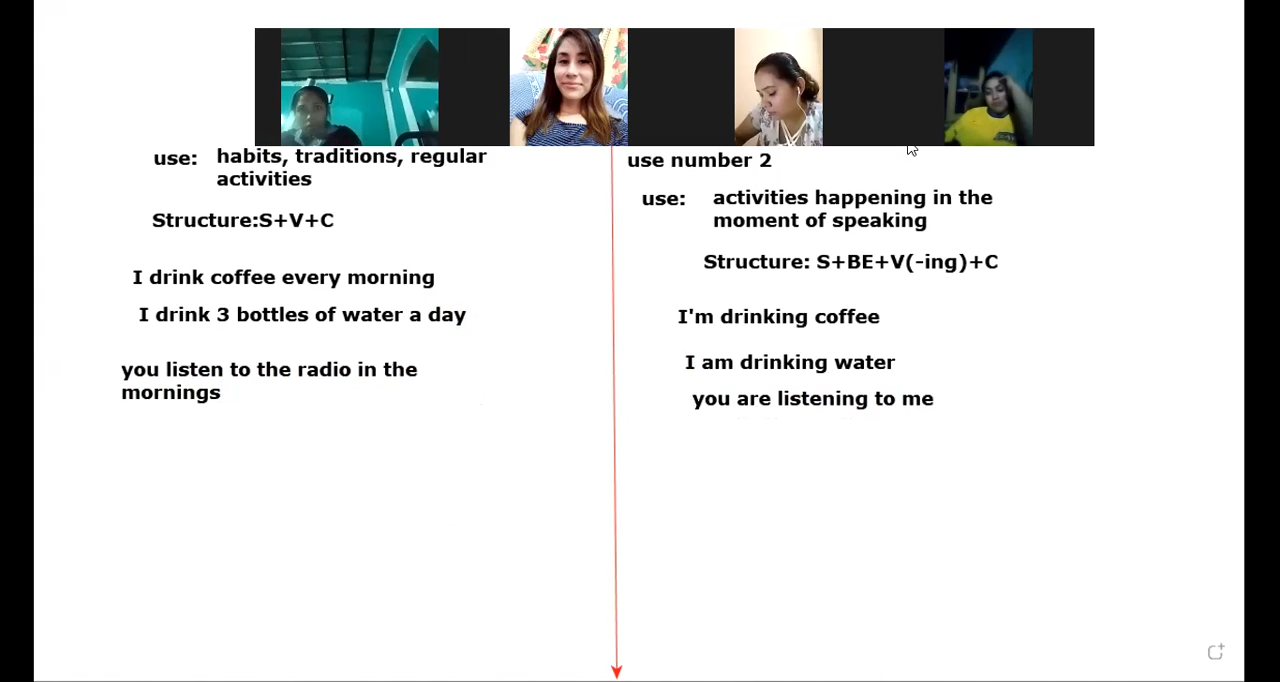 use: habits, traditions, regular
activities
Structure:S+V+C
I drink coffee every morning
I drink 3 bottles of water a day
you listen to the radio in the
mornings
use number 2
use: activities happening in the
moment of speaking
Structure: S+BE+V(-ing)+C
I'm drinking coffee
I am drinking water
you are listening to me